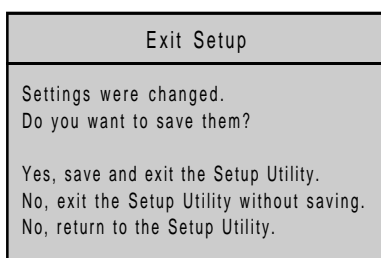 Exit Setup
Settings were changed.
Do you want to save them?
Yes, save and exit the Setup Utility.
No, exit the Setup Utility without saving.
No, return to the Setup Utility.